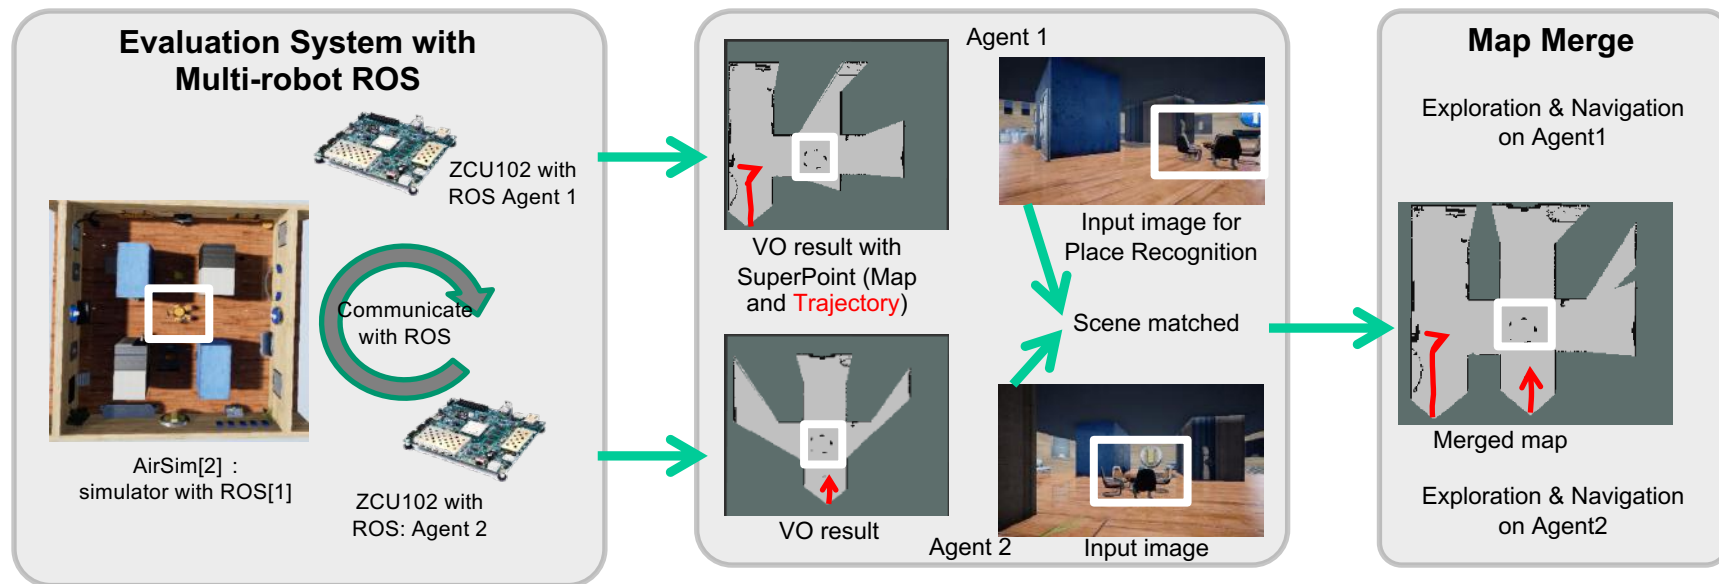 Evaluation System with
Multi-robot ROS
ZCU102 with
ROS Agent 1
Communicate
with ROS
AirSim[2] :
simulator with ROS[1]
ZCU102 with
ROS: Agent 2
Agent 1
VO result with
SuperPoint (Map
and Trajectory)
Input image for
Place Recognition
Scene matched
VO result
Agent 2
Input image
Map Merge
Exploration & Navigation
on Agent1
Merged map
Exploration & Navigation
on Agent2